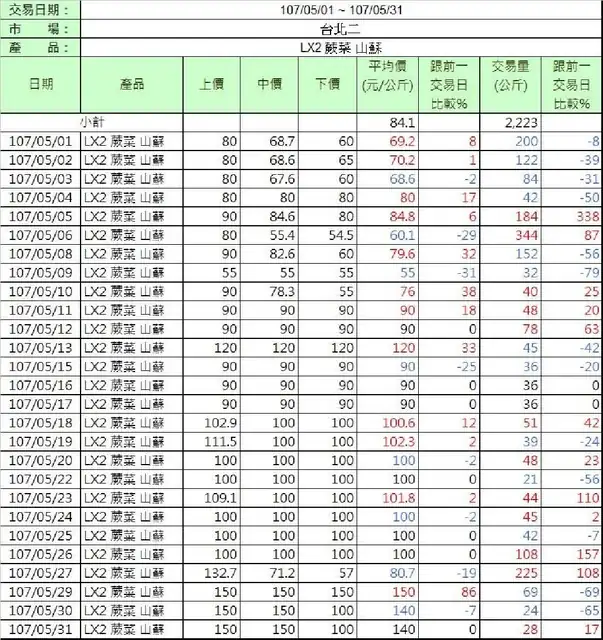 交易日期： 107/05/01 ~ 107/05/31
市 場： 台北二
產 品： LX2 蕨菜 山蘇
日期 產品 上價 中價 下價 平均價(元/公斤) 跟前一交易日比較% 交易量(公斤) 跟前一交易日比較%
小計 84.1 2,223
107/05/01 LX2 蕨菜 山蘇 80 68.7 60 69.2 8 200 -8
107/05/02 LX2 蕨菜 山蘇 80 68.6 65 70.2 1 122 -39
107/05/03 LX2 蕨菜 山蘇 80 67.6 60 68.6 -2 84 -31
107/05/04 LX2 蕨菜 山蘇 80 80 80 80 17 42 -50
107/05/05 LX2 蕨菜 山蘇 90 84.6 80 84.8 6 184 338
107/05/06 LX2 蕨菜 山蘇 80 55.4 54.5 60.1 -29 344 87
107/05/08 LX2 蕨菜 山蘇 90 82.6 60 79.6 32 152 -56
107/05/09 LX2 蕨菜 山蘇 55 55 55 55 -31 32 -79
107/05/10 LX2 蕨菜 山蘇 90 78.3 55 76 38 40 25
107/05/11 LX2 蕨菜 山蘇 90 90 90 90 18 48 20
107/05/12 LX2 蕨菜 山蘇 90 90 90 90 0 78 63
107/05/13 LX2 蕨菜 山蘇 120 120 120 120 33 45 -42
107/05/15 LX2 蕨菜 山蘇 90 90 90 90 -25 36 -20
107/05/16 LX2 蕨菜 山蘇 90 90 90 90 0 36 0
107/05/17 LX2 蕨菜 山蘇 90 90 90 90 0 36 0
107/05/18 LX2 蕨菜 山蘇 102.9 100 100 100.6 12 51 42
107/05/19 LX2 蕨菜 山蘇 111.5 100 100 102.3 2 39 -24
107/05/20 LX2 蕨菜 山蘇 100 100 100 100 -2 48 23
107/05/22 LX2 蕨菜 山蘇 100 100 100 100 0 21 -56
107/05/23 LX2 蕨菜 山蘇 109.1 100 100 101.8 2 44 110
107/05/24 LX2 蕨菜 山蘇 100 100 100 100 -2 45 2
107/05/25 LX2 蕨菜 山蘇 100 100 100 100 0 42 -7
107/05/26 LX2 蕨菜 山蘇 100 100 100 100 0 108 157
107/05/27 LX2 蕨菜 山蘇 132.7 71.2 57 80.7 -19 225 108
107/05/29 LX2 蕨菜 山蘇 150 150 150 150 86 69 -69
107/05/30 LX2 蕨菜 山蘇 150 150 100 140 -7 24 -65
107/05/31 LX2 蕨菜 山蘇 150 150 100 140 0 28 17